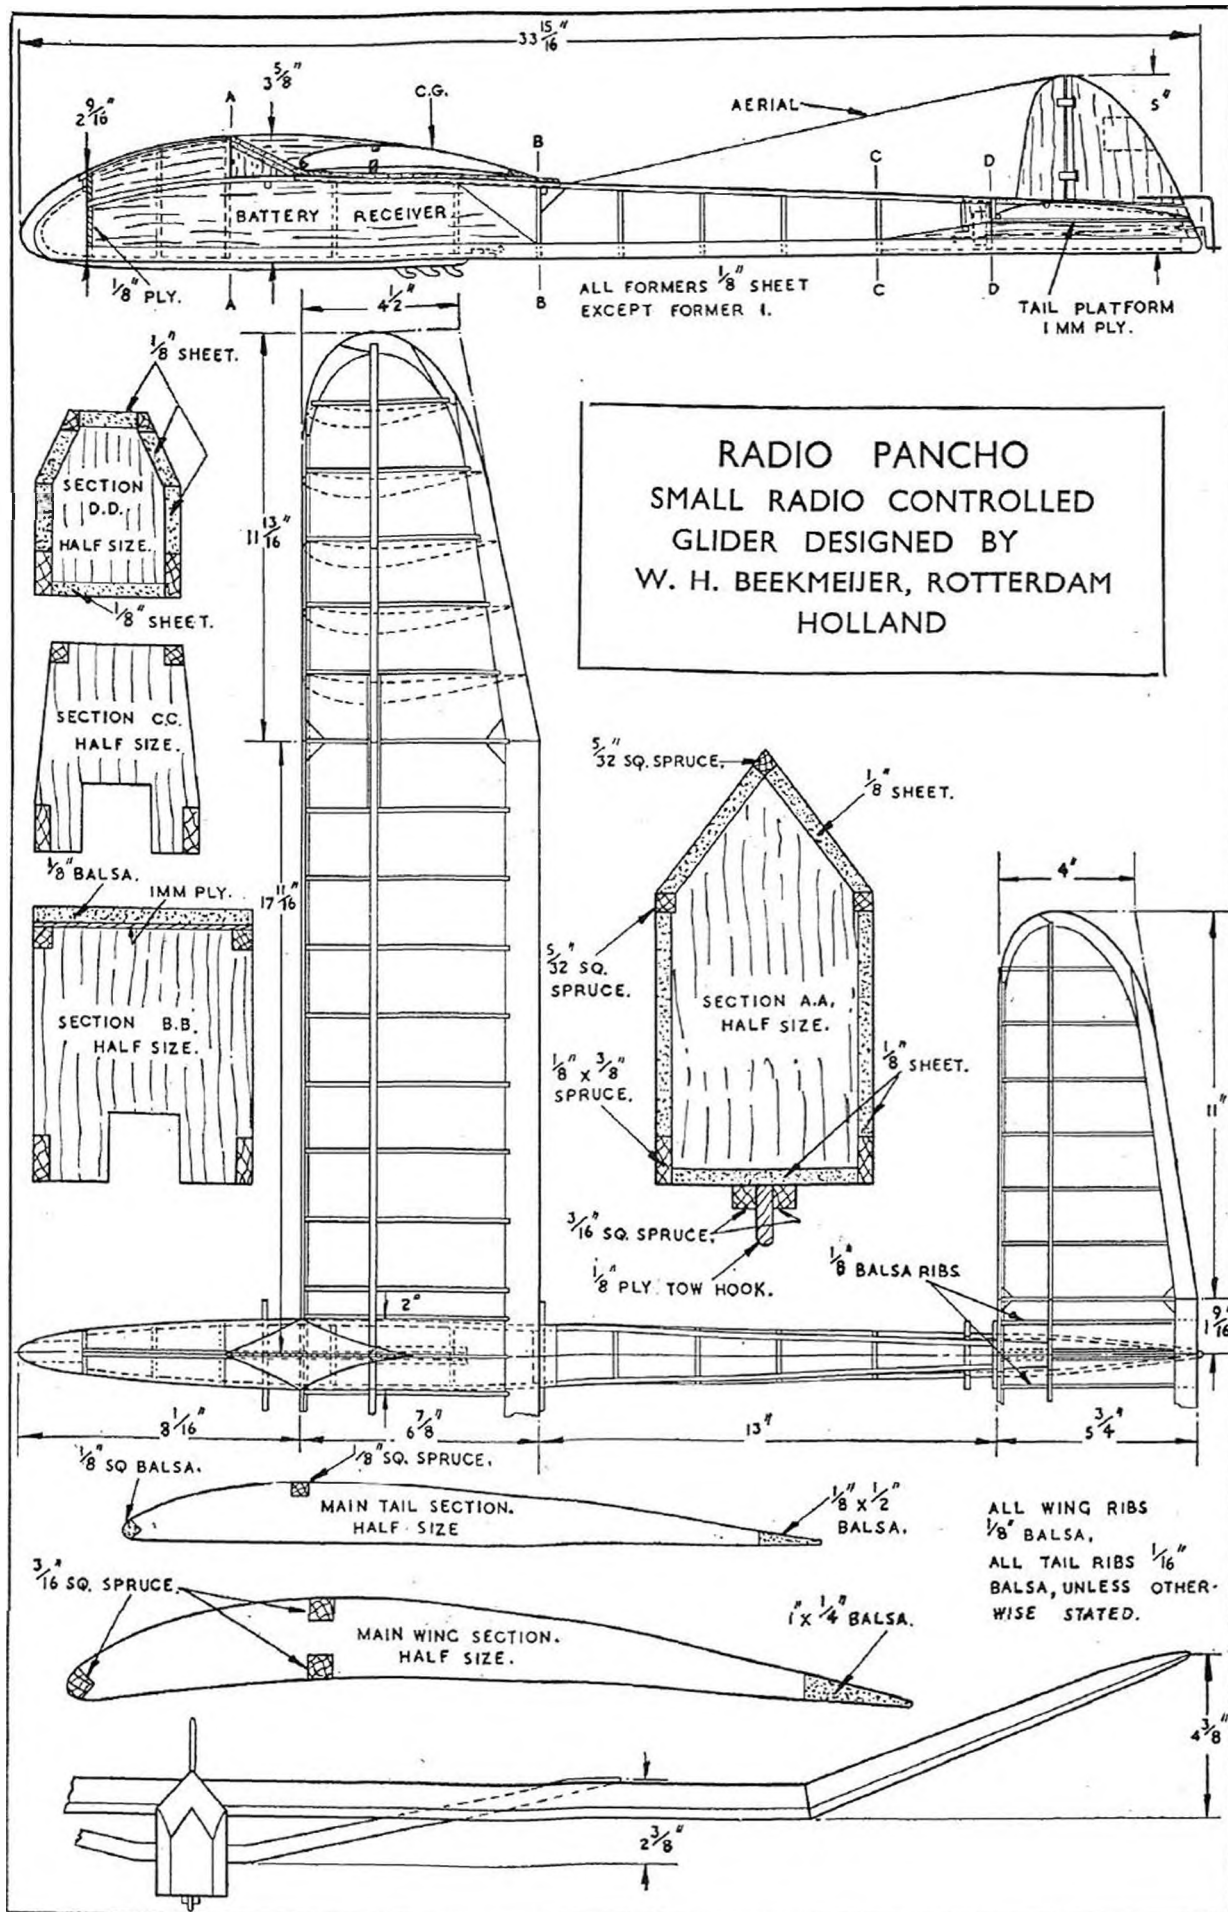 33 15/16"
3 5/8"
2 9/16"
A
C.G.
AERIAL
B
C
D
5"
BATTERY
RECEIVER
1/8" PLY.
A
B
C
D
ALL FORMERS 1/8" SHEET
EXCEPT FORMER 1.
TAIL PLATFORM
1 MM PLY.
4 1/2"
1/8" SHEET.
SECTION
D.D.
HALF SIZE.
1/8" SHEET.
11 13/16"
RADIO PANCHO
SMALL RADIO CONTROLLED
GLIDER DESIGNED BY
W. H. BEEKMEIJER, ROTTERDAM
HOLLAND
SECTION C.C.
HALF SIZE.
1/8" BALSA.
1MM PLY.
17 11/16"
SECTION B.B.
HALF SIZE.
5/32" SQ. SPRUCE.
1/8" SHEET.
5/32" SQ.
SPRUCE.
SECTION A.A.
HALF SIZE.
1/8" x 3/8"
SPRUCE.
1/8" SHEET.
3/16" SQ. SPRUCE.
1/8" PLY TOW HOOK.
4"
11"
1/8" BALSA RIBS
1 9/16"
2"
8 1/16"
6 7/8"
13"
5 3/4"
1/8" SQ BALSA.
1/8" SQ. SPRUCE.
MAIN TAIL SECTION.
HALF SIZE
1/8" x 1/2"
BALSA.
ALL WING RIBS
1/8" BALSA.
ALL TAIL RIBS 1/16"
BALSA, UNLESS OTHER-
WISE STATED.
3/16" SQ. SPRUCE.
MAIN WING SECTION.
HALF SIZE.
1" x 1/4" BALSA.
4 3/8"
2 3/8"